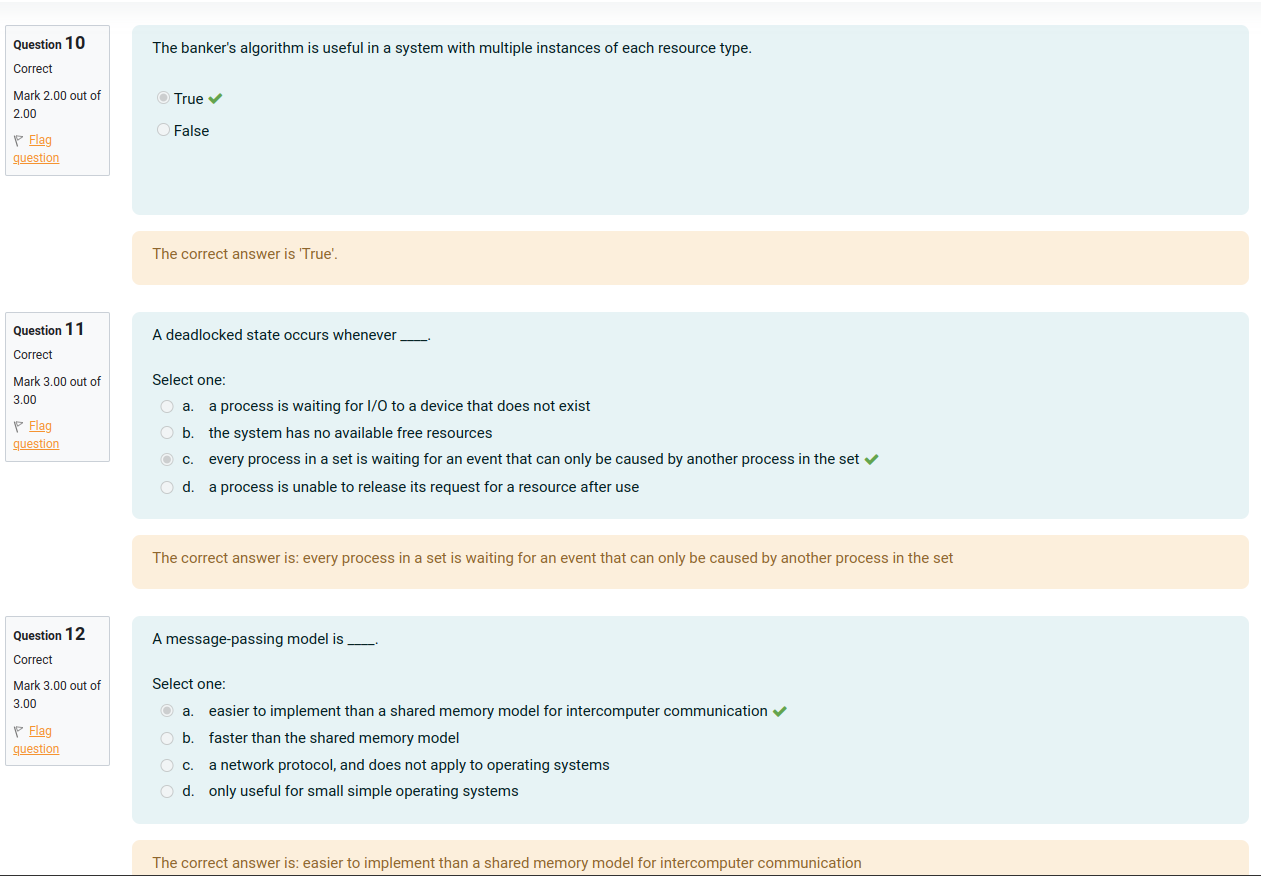 Question 10
Correct
Mark 2.00 out of
2.00
Flag
question
The banker's algorithm is useful in a system with multiple instances of each resource type.
True
False
The correct answer is 'True'.
Question 11
Correct
Mark 3.00 out of
3.00
Flag
question
A deadlocked state occurs whenever ____.
Select one:
a. a process is waiting for I/O to a device that does not exist
b. the system has no available free resources
c. every process in a set is waiting for an event that can only be caused by another process in the set
d. a process is unable to release its request for a resource after use
The correct answer is: every process in a set is waiting for an event that can only be caused by another process in the set
Question 12
Correct
Mark 3.00 out of
3.00
Flag
question
A message-passing model is ____.
Select one:
a. easier to implement than a shared memory model for intercomputer communication
b. faster than the shared memory model
c. a network protocol, and does not apply to operating systems
d. only useful for small simple operating systems
The correct answer is: easier to implement than a shared memory model for intercomputer communication